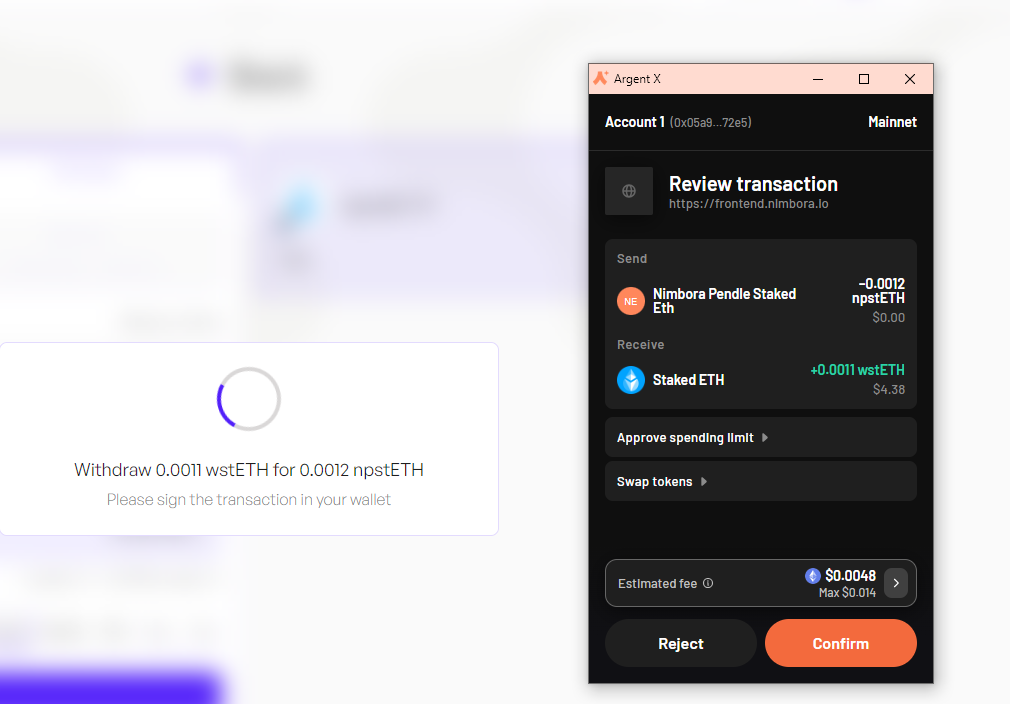 Withdraw 0.0011 wstETH for 0.0012 npstETH
Please sign the transaction in your wallet
Argent X
Account 1 (0x05a9...72e5) Mainnet
Review transaction
https://frontend.nimbora.io
Send
NE
Nimbora Pendle Staked
Eth
−0.0012
npstETH
$0.00
Receive
Staked ETH
+0.0011 wstETH
$4.38
Approve spending limit
Swap tokens
Estimated fee
$0.0048
Max $0.014
Reject
Confirm